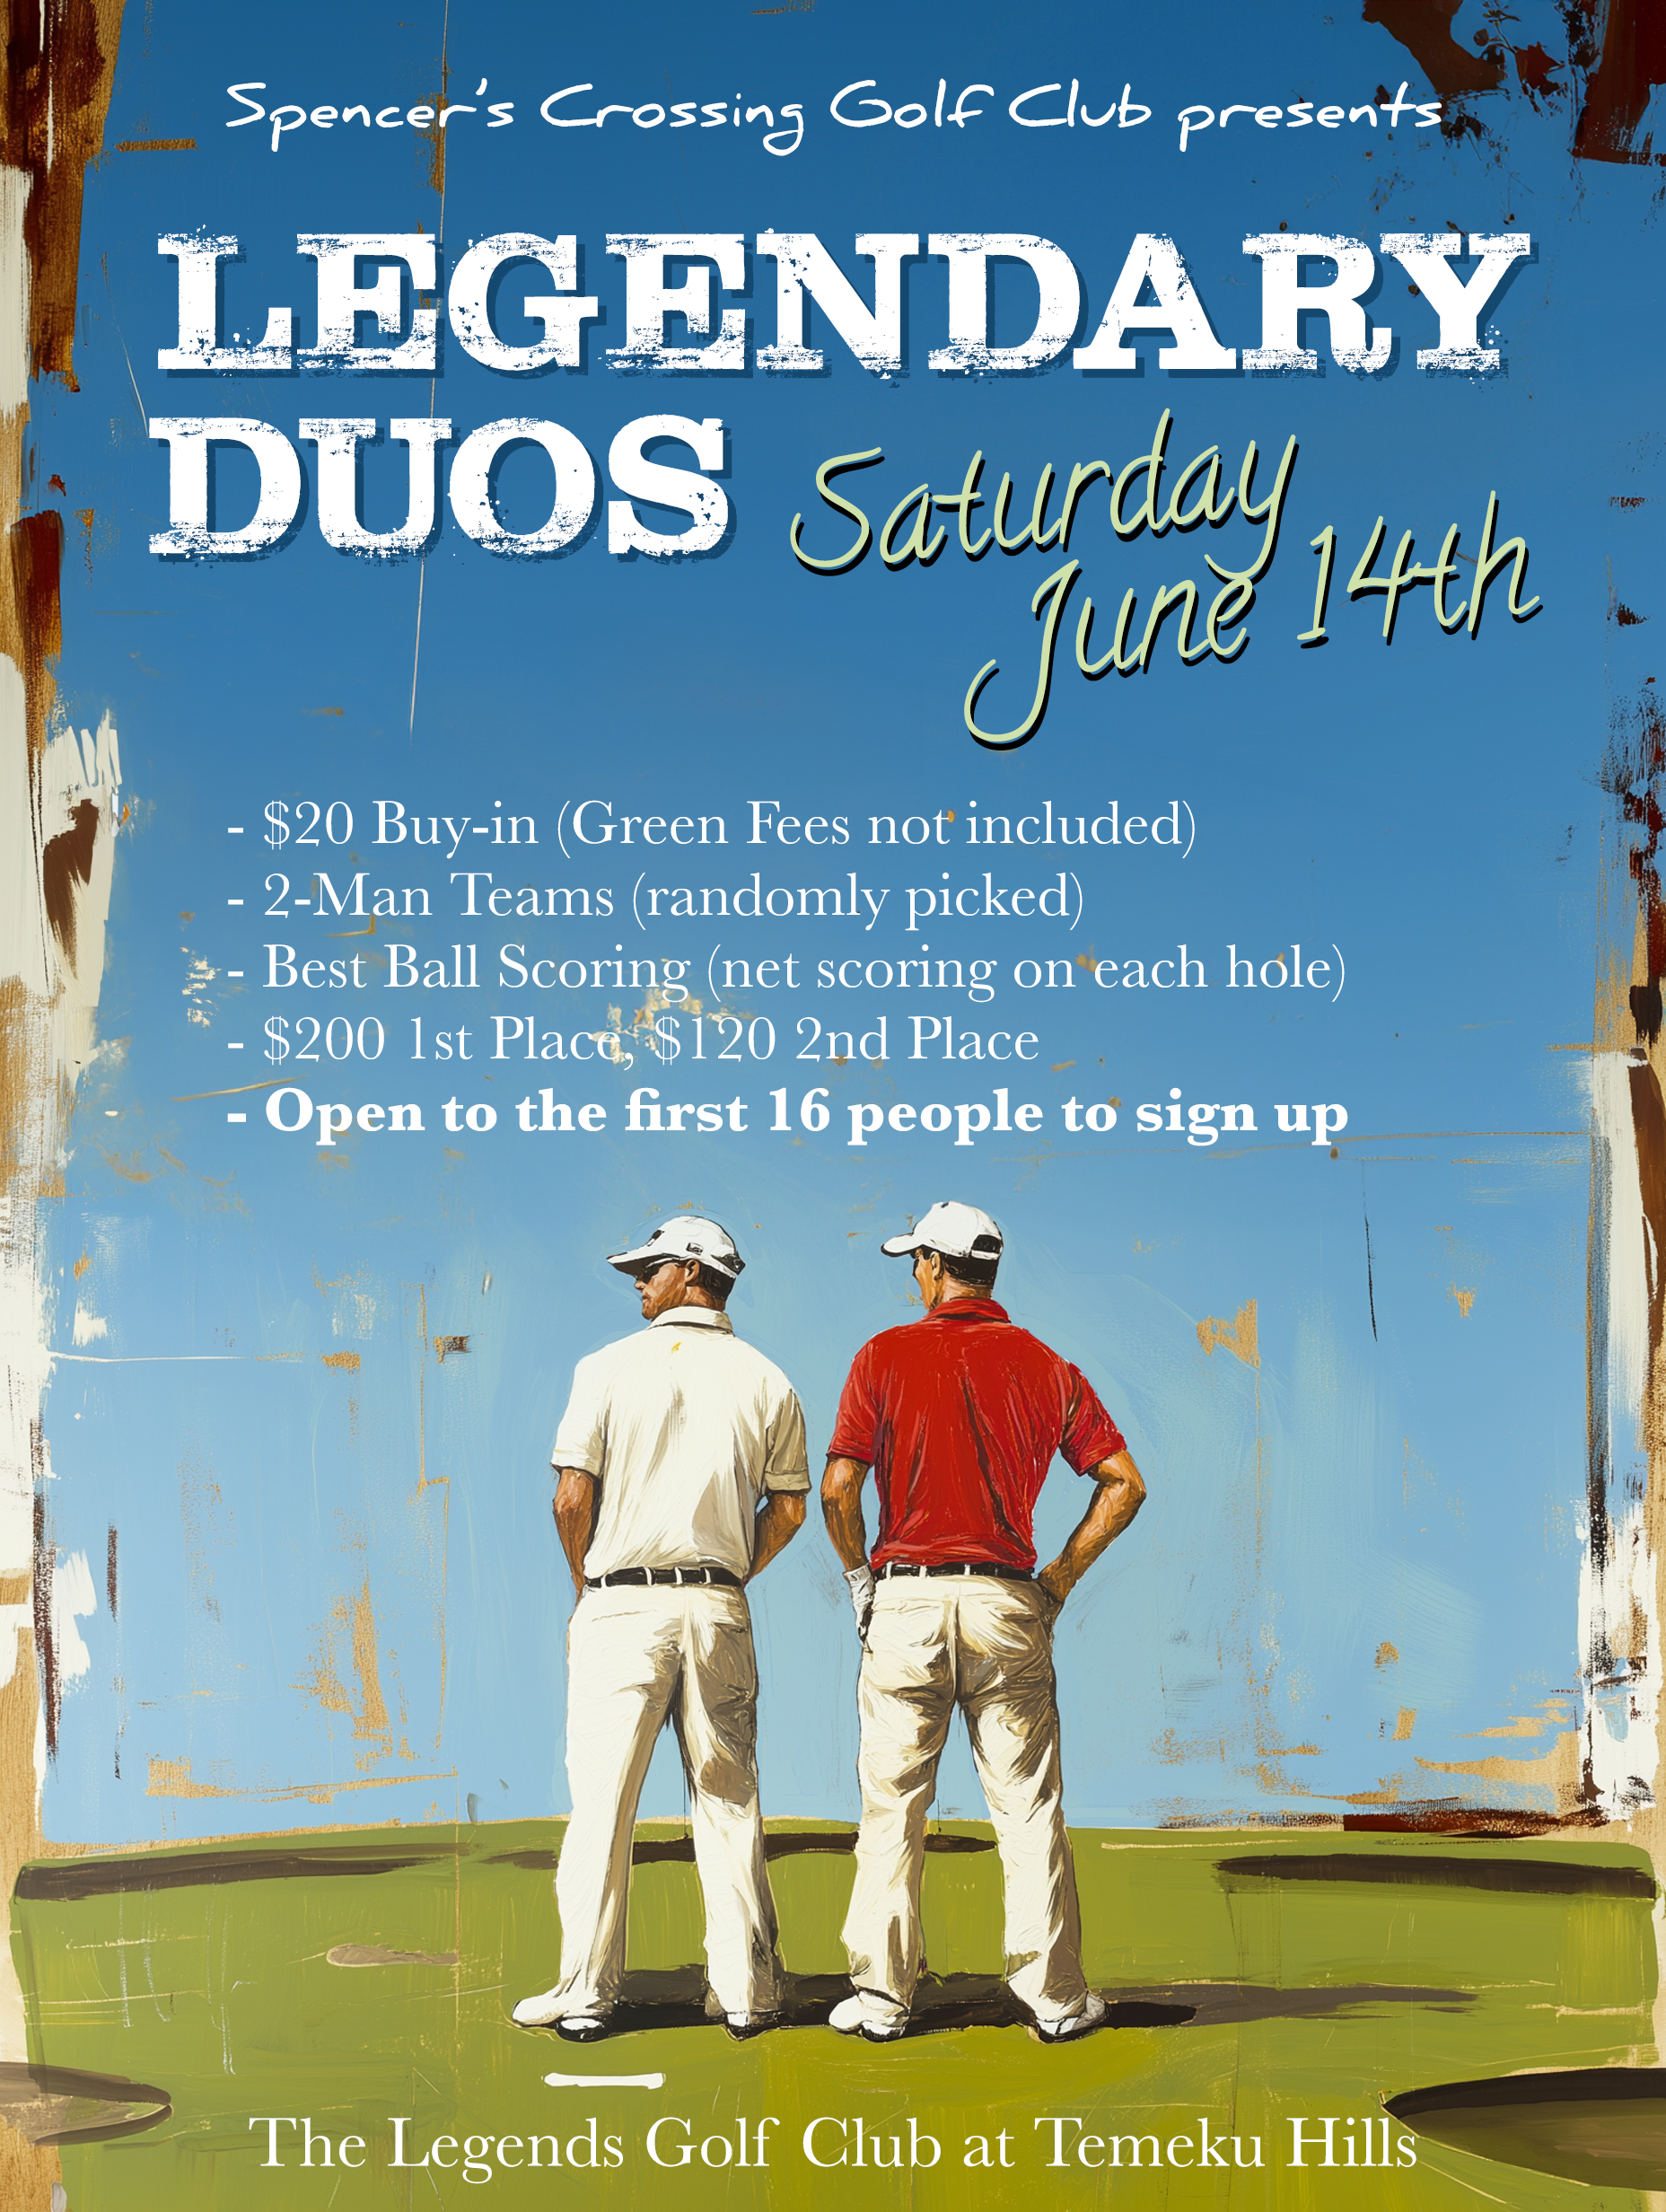 Spencer's Crossing Golf Club presents
LEGENDARY
DUOS
Saturday
June 14th
- $20 Buy-in (Green Fees not included)
- 2-Man Teams (randomly picked)
- Best Ball Scoring (net scoring on each hole)
- $200 1st Place, $120 2nd Place
- Open to the first 16 people to sign up
The Legends Golf Club at Temeku Hills